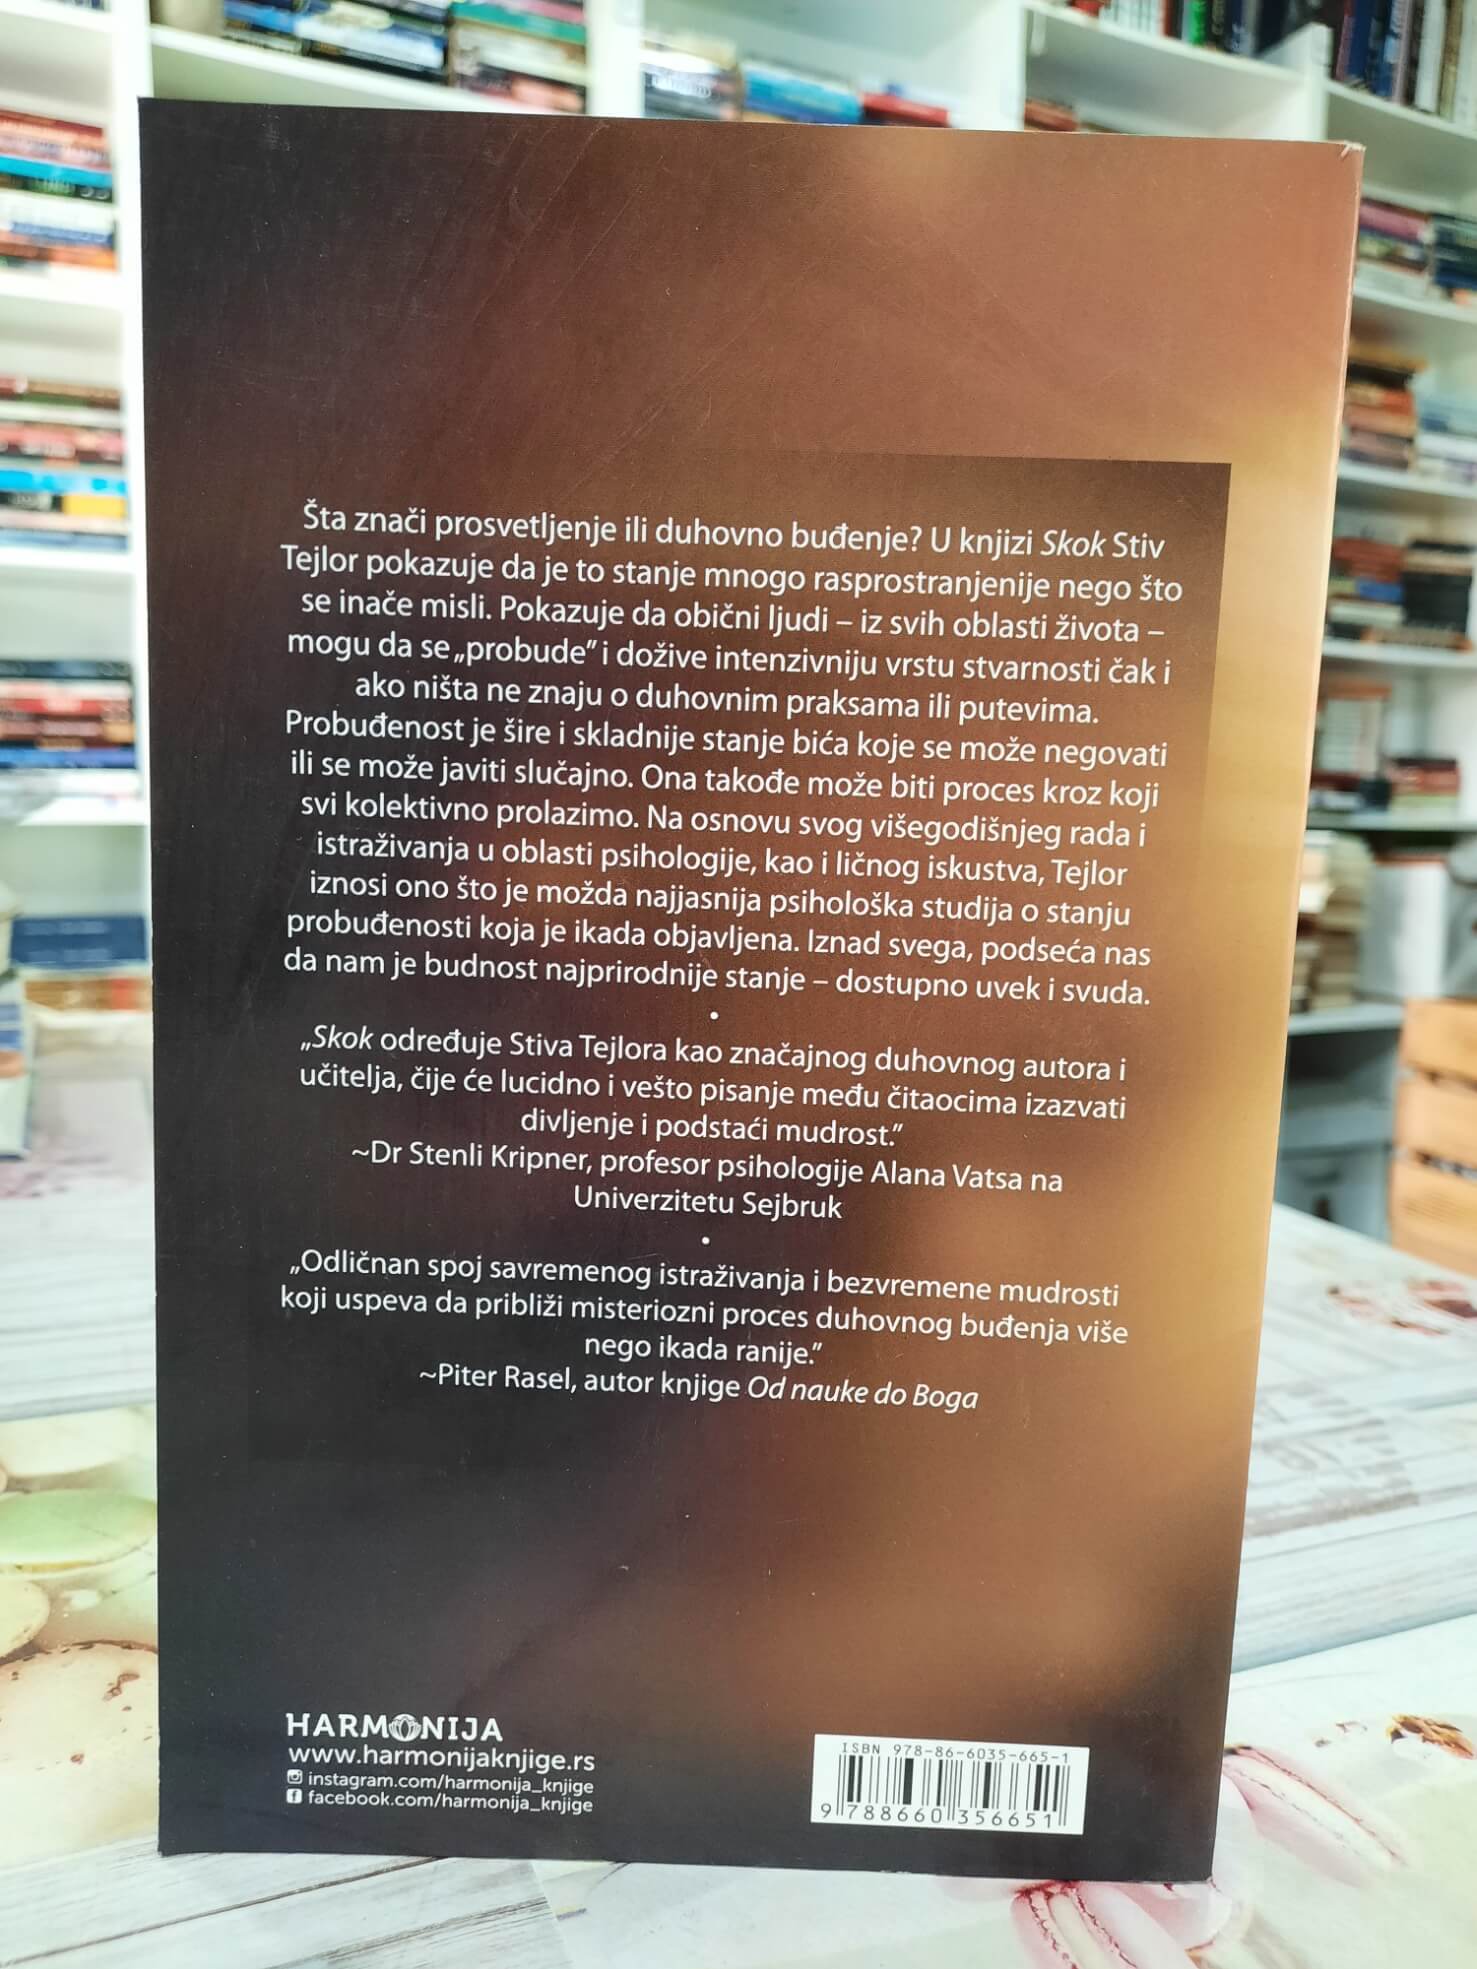 Šta znači prosvetljenje ili duhovno buđenje? U knjizi Skok Stiv
Tejlor pokazuje da je to stanje mnogo rasprostranjenije nego što
se inače misli. Pokazuje da obični ljudi – iz svih oblasti života –
mogu da se „probude” i dožive intenzivniju vrstu stvarnosti čak i
ako ništa ne znaju o duhovnim praksama ili putevima.
Probuđenost je šire i skladnije stanje bića koje se može negovati
ili se može javiti slučajno. Ona takođe može biti proces kroz koji
svi kolektivno prolazimo. Na osnovu svog višegodišnjeg rada i
istraživanja u oblasti psihologije, kao i ličnog iskustva, Tejlor
iznosi ono što je možda najjasnija psihološka studija o stanju
probuđenosti koja je ikada objavljena. Iznad svega, podseća nas
da nam je budnost najprirodnije stanje – dostupno uvek i svuda.
•
„Skok određuje Stiva Tejlora kao značajnog duhovnog autora i
učitelja, čije će lucidno i vešto pisanje među čitaocima izazvati
divljenje i podstaći mudrost.”
~Dr Stenli Kripner, profesor psihologije Alana Vatsa na
Univerzitetu Sejbruk
•
„Odličnan spoj savremenog istraživanja i bezvremene mudrosti
koji uspeva da približi misteriozni proces duhovnog buđenja više
nego ikada ranije.”
~Piter Rasel, autor knjige Od nauke do Boga
HARMONIJA
www.harmonijaknjige.rs
instagram.com/harmonija_knjige
facebook.com/harmonija_knjige
ISBN 978-86-6035-665-1
9 788660 356651